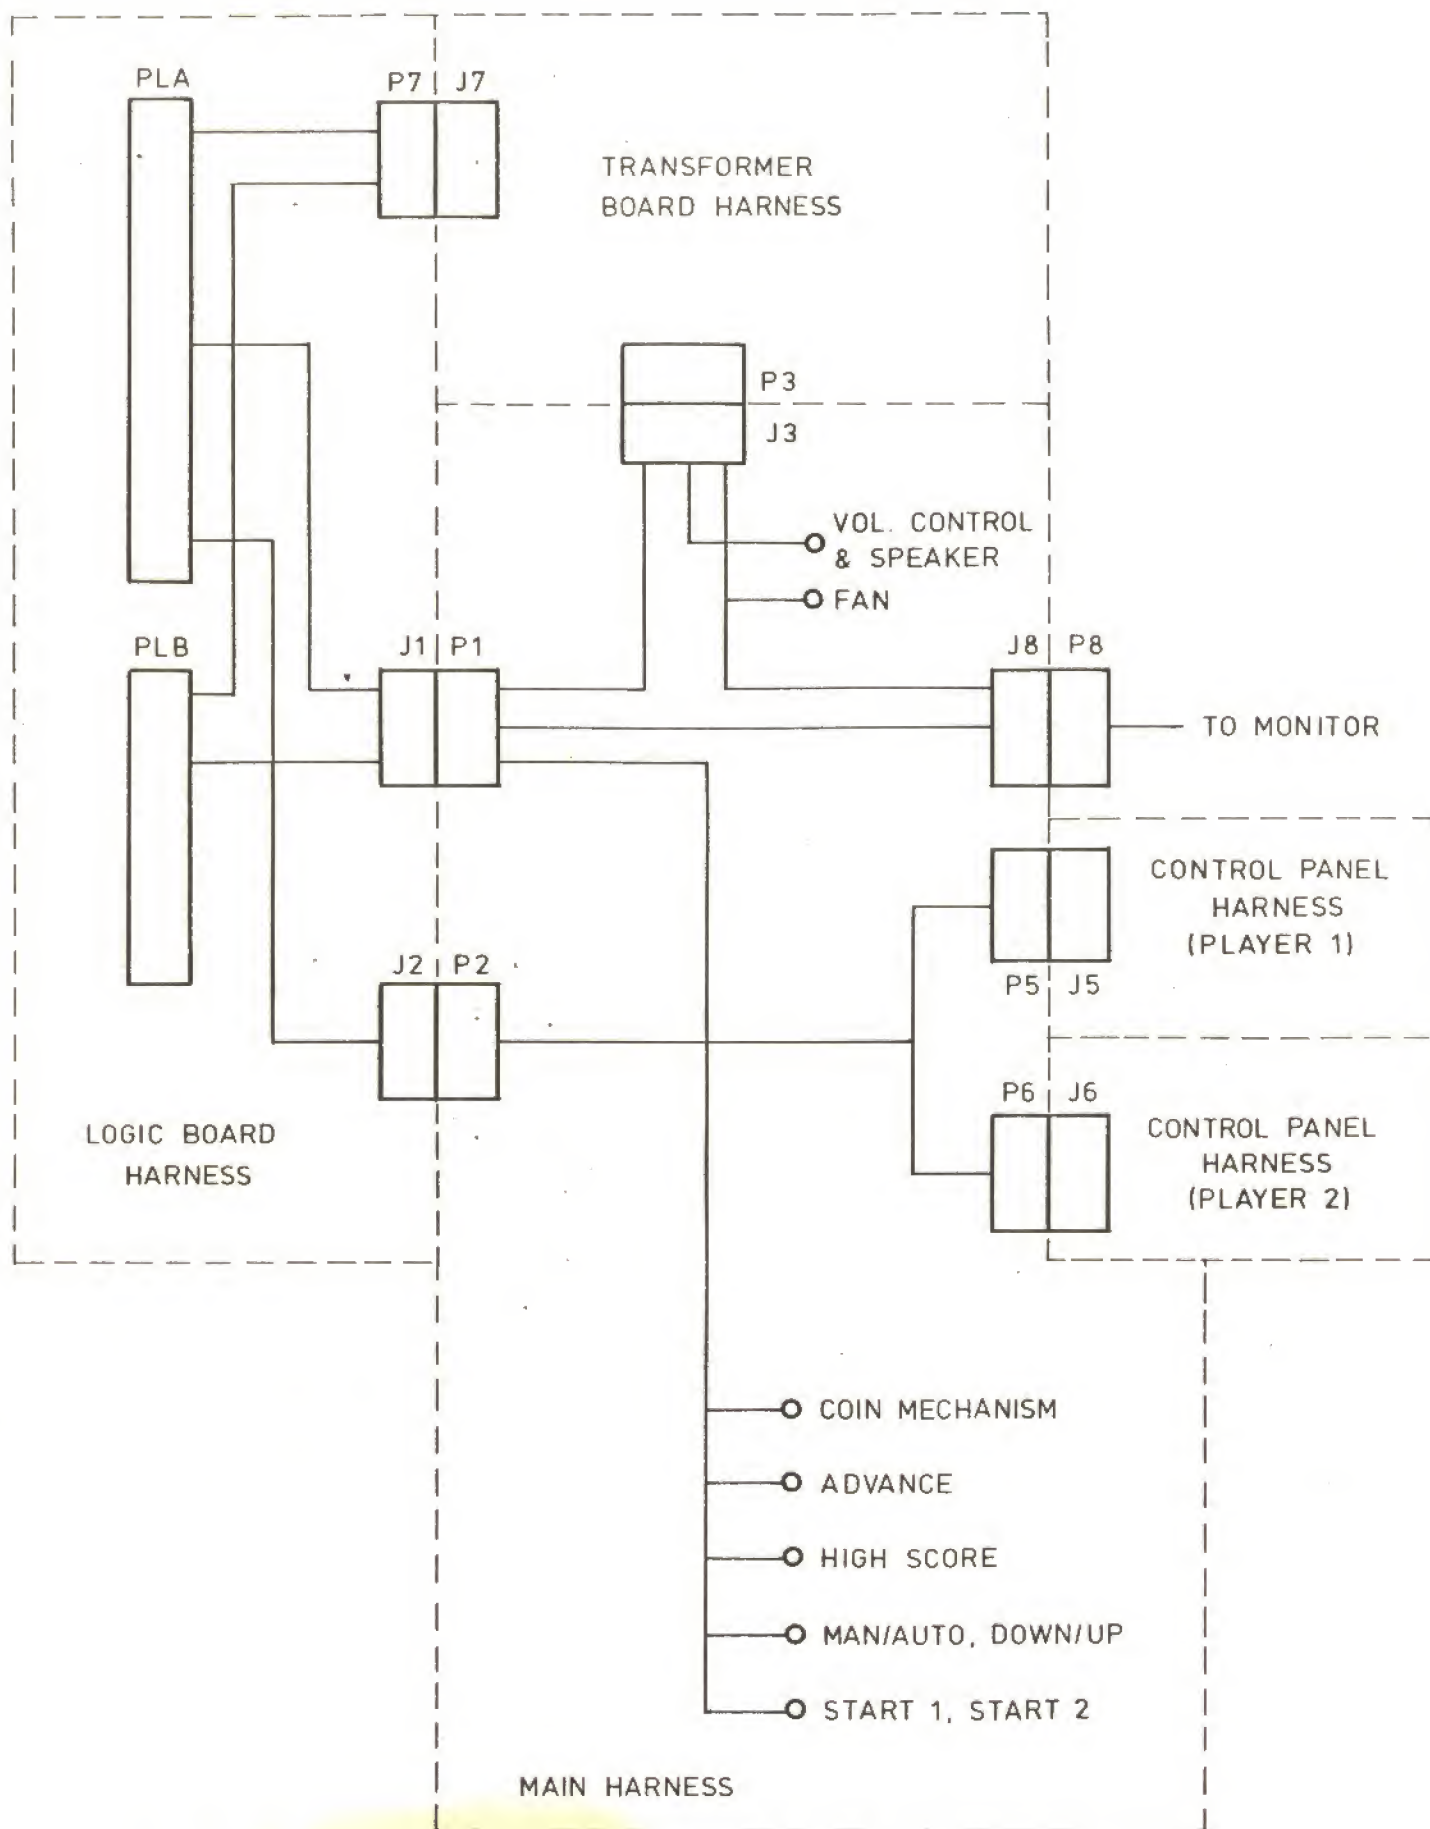 PLA
P7 J7
TRANSFORMER
BOARD HARNESS
P3
J3
VOL. CONTROL
& SPEAKER
FAN
PLB
J1 P1
J8 P8
TO MONITOR
CONTROL PANEL
HARNESS
(PLAYER 1)
J2 P2
P5 J5
P6 J6
CONTROL PANEL
HARNESS
(PLAYER 2)
LOGIC BOARD
HARNESS
COIN MECHANISM
ADVANCE
HIGH SCORE
MAN/AUTO, DOWN/UP
START 1, START 2
MAIN HARNESS